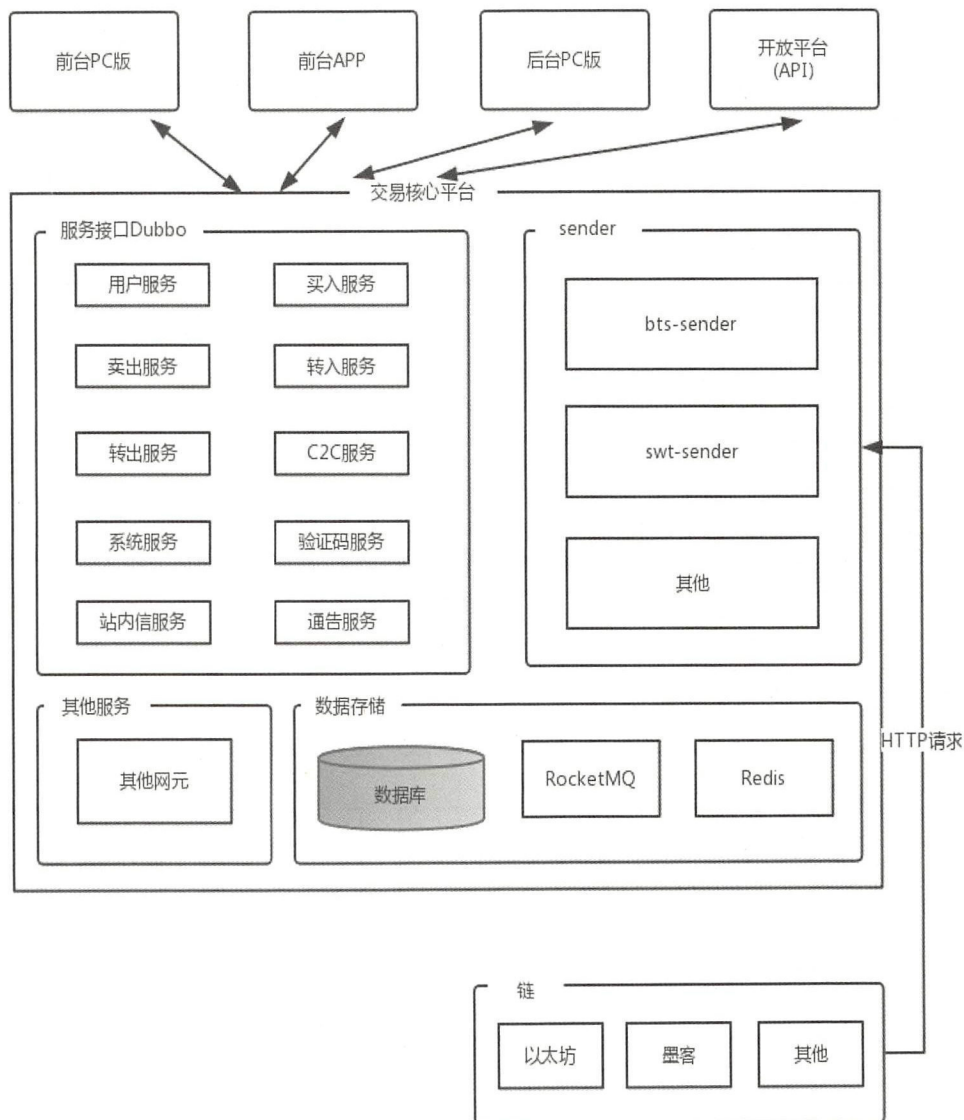 前台PC版
前台APP
后台PC版
开放平台
(API)
交易核心平台
服务接口Dubbo
用户服务
买入服务
卖出服务
转入服务
转出服务
C2C服务
系统服务
验证码服务
站内信服务
通告服务
sender
bts-sender
swt-sender
其他
其他服务
其他网元
数据存储
数据库
RocketMQ
Redis
HTTP请求
链
以太坊
墨客
其他